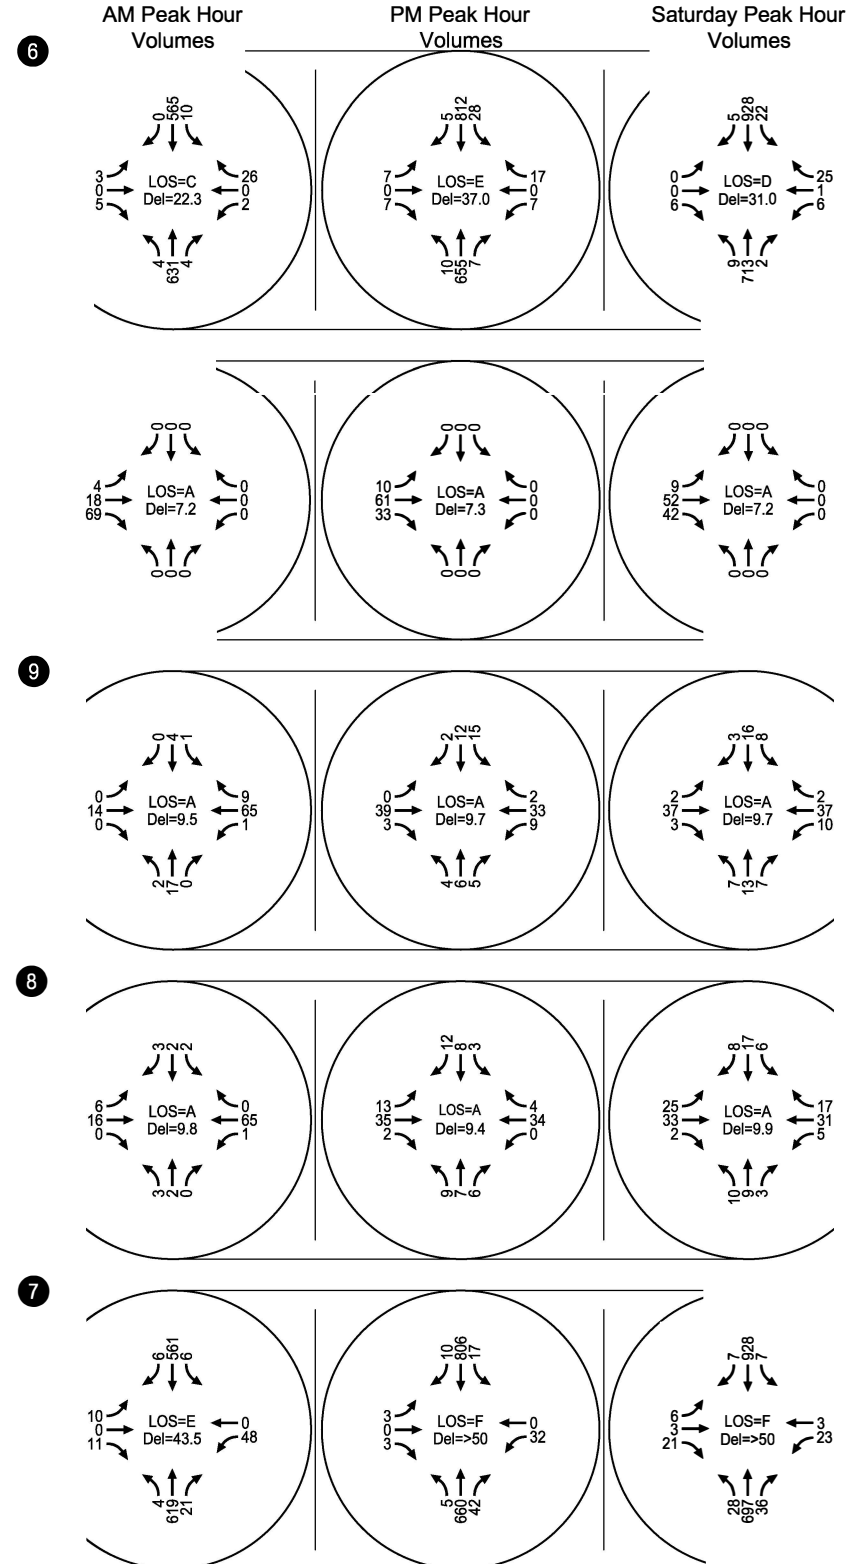 AM Peak Hour
Volumes
PM Peak Hour
Volumes
Saturday Peak Hour
Volumes
6
0 565 10
3
0
5
LOS=C
Del=22.3
26
0
2
4 631 4
5 812 28
7
0
7
LOS=E
Del=37.0
17
0
7
10 655 7
5 928 22
0
0
6
LOS=D
Del=31.0
25
1
6
9 713 2
0 0 0
4
18
69
LOS=A
Del=7.2
0
0
0
0 0 0
0 0 0
10
61
33
LOS=A
Del=7.3
0
0
0
0 0 0
0 0 0
9
52
42
LOS=A
Del=7.2
0
0
0
0 0 0
9
0 4 1
0
14
0
LOS=A
Del=9.5
9
65
1
2 17 0
2 12 15
0
39
3
LOS=A
Del=9.7
2
33
9
4 6 5
3 16 8
2
37
3
LOS=A
Del=9.7
2
37
10
7 13 7
8
3 2 2
6
16
0
LOS=A
Del=9.8
0
65
1
3 2 0
12 8 3
13
35
2
LOS=A
Del=9.4
4
34
0
9 7 6
8 17 6
25
33
2
LOS=A
Del=9.9
17
31
5
10 9 3
7
6 561 6
10
0
11
LOS=E
Del=43.5
0
48
4 619 21
10 806 17
3
0
3
LOS=F
Del=>50
0
32
5 660 42
7 928 7
6
3
21
LOS=F
Del=>50
3
23
28 697 36